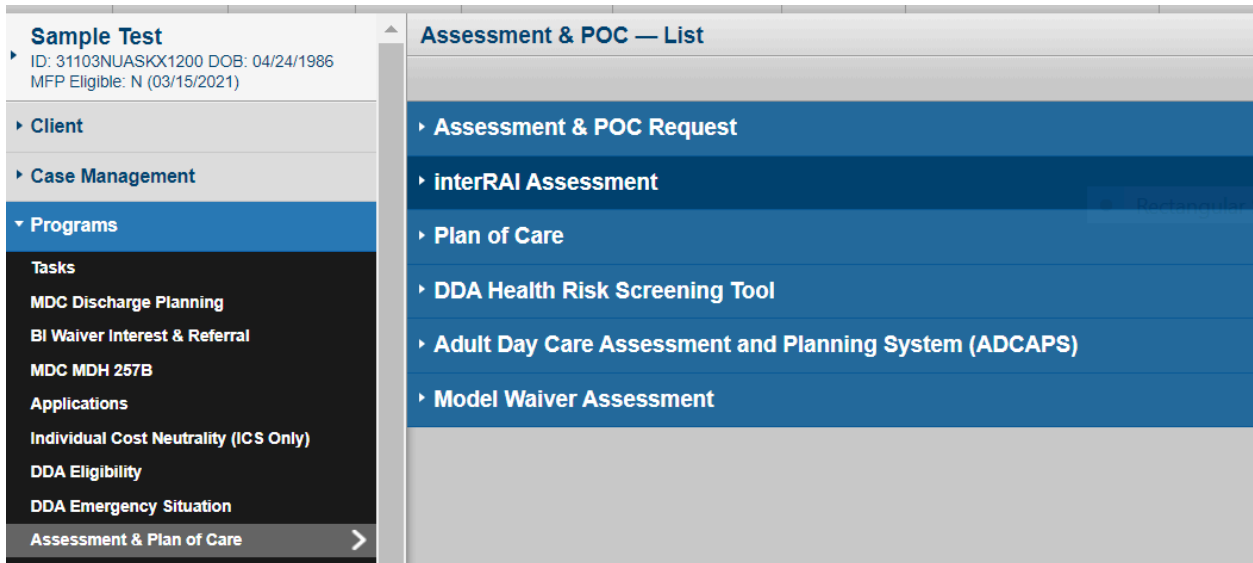 Sample Test
ID: 31103NUASKX1200 DOB: 04/24/1986
MFP Eligible: N (03/15/2021)
Client
Case Management
Programs
Tasks
MDC Discharge Planning
BI Waiver Interest & Referral
MDC MDH 257B
Applications
Individual Cost Neutrality (ICS Only)
DDA Eligibility
DDA Emergency Situation
Assessment & Plan of Care
Assessment & POC — List
Assessment & POC Request
interRAI Assessment
Rectangular
Plan of Care
DDA Health Risk Screening Tool
Adult Day Care Assessment and Planning System (ADCAPS)
Model Waiver Assessment